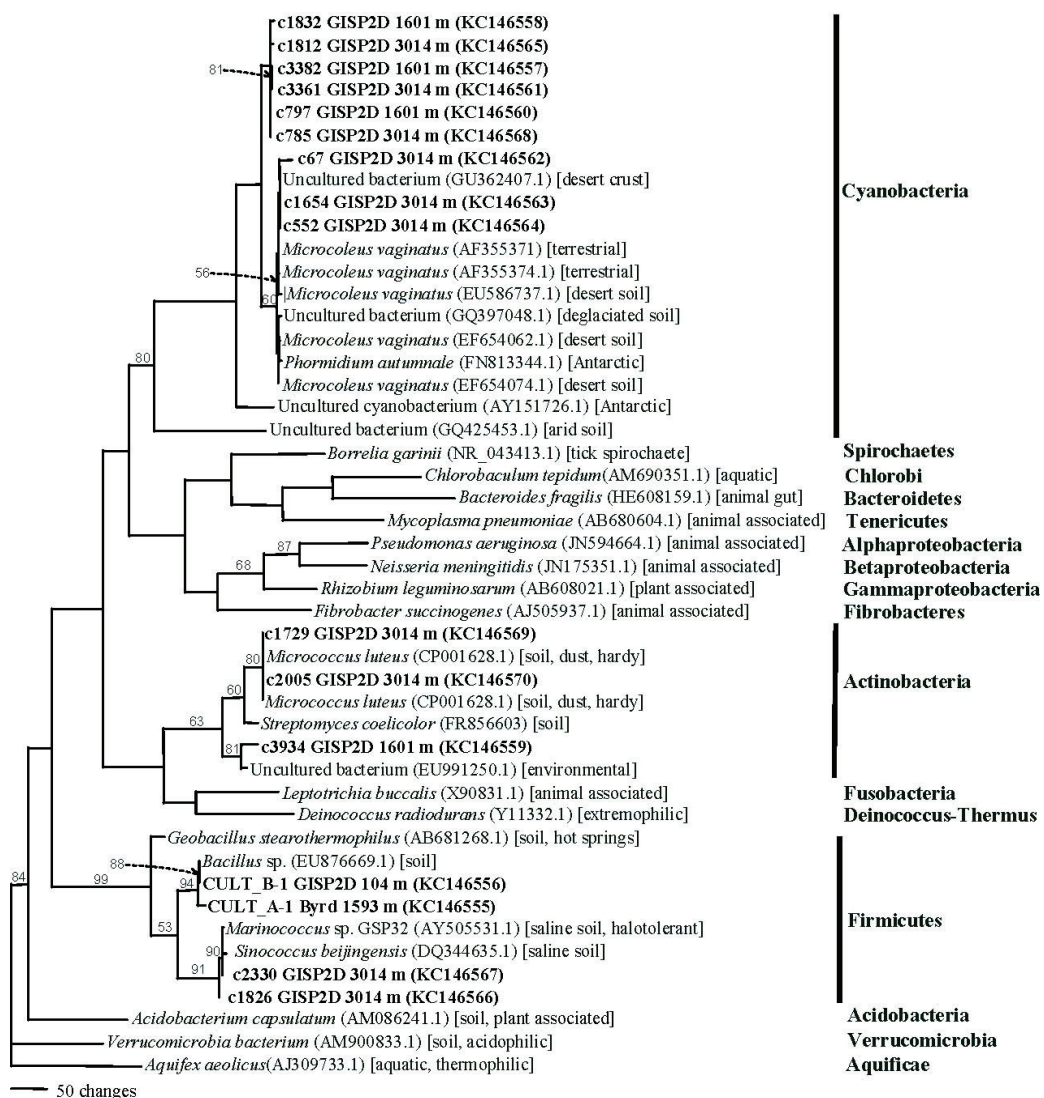 c1832 GISP2D 1601 m (KC146558)
c1812 GISP2D 3014 m (KC146565)
81
c3382 GISP2D 1601 m (KC146557)
c3361 GISP2D 3014 m (KC146561)
c797 GISP2D 1601 m (KC146560)
c785 GISP2D 3014 m (KC146568)
c67 GISP2D 3014 m (KC146562)
Uncultured bacterium (GU362407.1) [desert crust]
Cyanobacteria
c1654 GISP2D 3014 m (KC146563)
c552 GISP2D 3014 m (KC146564)
Microcoleus vaginatus (AF355371) [terrestrial]
56
Microcoleus vaginatus (AF355374.1) [terrestrial]
60
Microcoleus vaginatus (EU586737.1) [desert soil]
Uncultured bacterium (GQ397048.1) [deglaciated soil]
Microcoleus vaginatus (EF654062.1) [desert soil]
80
Phormidium autumnale (FN813344.1) [Antarctic]
Microcoleus vaginatus (EF654074.1) [desert soil]
Uncultured cyanobacterium (AY151726.1) [Antarctic]
Uncultured bacterium (GQ425453.1) [arid soil]
Borrelia garinii (NR_043413.1) [tick spirochaete] Spirochaetes
Chlorobaculum tepidum(AM690351.1) [aquatic] Chlorobi
Bacteroides fragilis (HE608159.1) [animal gut] Bacteroidetes
Mycoplasma pneumoniae (AB680604.1) [animal associated] Tenericutes
87
Pseudomonas aeruginosa (JN594664.1) [animal associated] Alphaproteobacteria
68
Neisseria meningitidis (JN175351.1) [animal associated] Betaproteobacteria
Rhizobium leguminosarum (AB608021.1) [plant associated] Gammaproteobacteria
Fibrobacter succinogenes (AJ505937.1) [animal associated] Fibrobacteres
c1729 GISP2D 3014 m (KC146569)
80
Micrococcus luteus (CP001628.1) [soil, dust, hardy]
60
c2005 GISP2D 3014 m (KC146570)
Actinobacteria
Micrococcus luteus (CP001628.1) [soil, dust, hardy]
63
Streptomyces coelicolor (FR856603) [soil]
81
c3934 GISP2D 1601 m (KC146559)
Uncultured bacterium (EU991250.1) [environmental]
Leptotrichia buccalis (X90831.1) [animal associated] Fusobacteria
Deinococcus radiodurans (Y11332.1) [extremophilic] Deinococcus-Thermus
Geobacillus stearothermophilus (AB681268.1) [soil, hot springs]
88
Bacillus sp. (EU876669.1) [soil]
84
99
94
CULT_B-1 GISP2D 104 m (KC146556)
CULT_A-1 Byrd 1593 m (KC146555)
Firmicutes
53
Marinococcus sp. GSP32 (AY505531.1) [saline soil, halotolerant]
90
Sinococcus beijingensis (DQ344635.1) [saline soil]
91
c2330 GISP2D 3014 m (KC146567)
c1826 GISP2D 3014 m (KC146566)
Acidobacterium capsulatum (AM086241.1) [soil, plant associated] Acidobacteria
Verrucomicrobia bacterium (AM900833.1) [soil, acidophilic] Verrucomicrobia
Aquifex aeolicus(AJ309733.1) [aquatic, thermophilic] Aquificae
50 changes